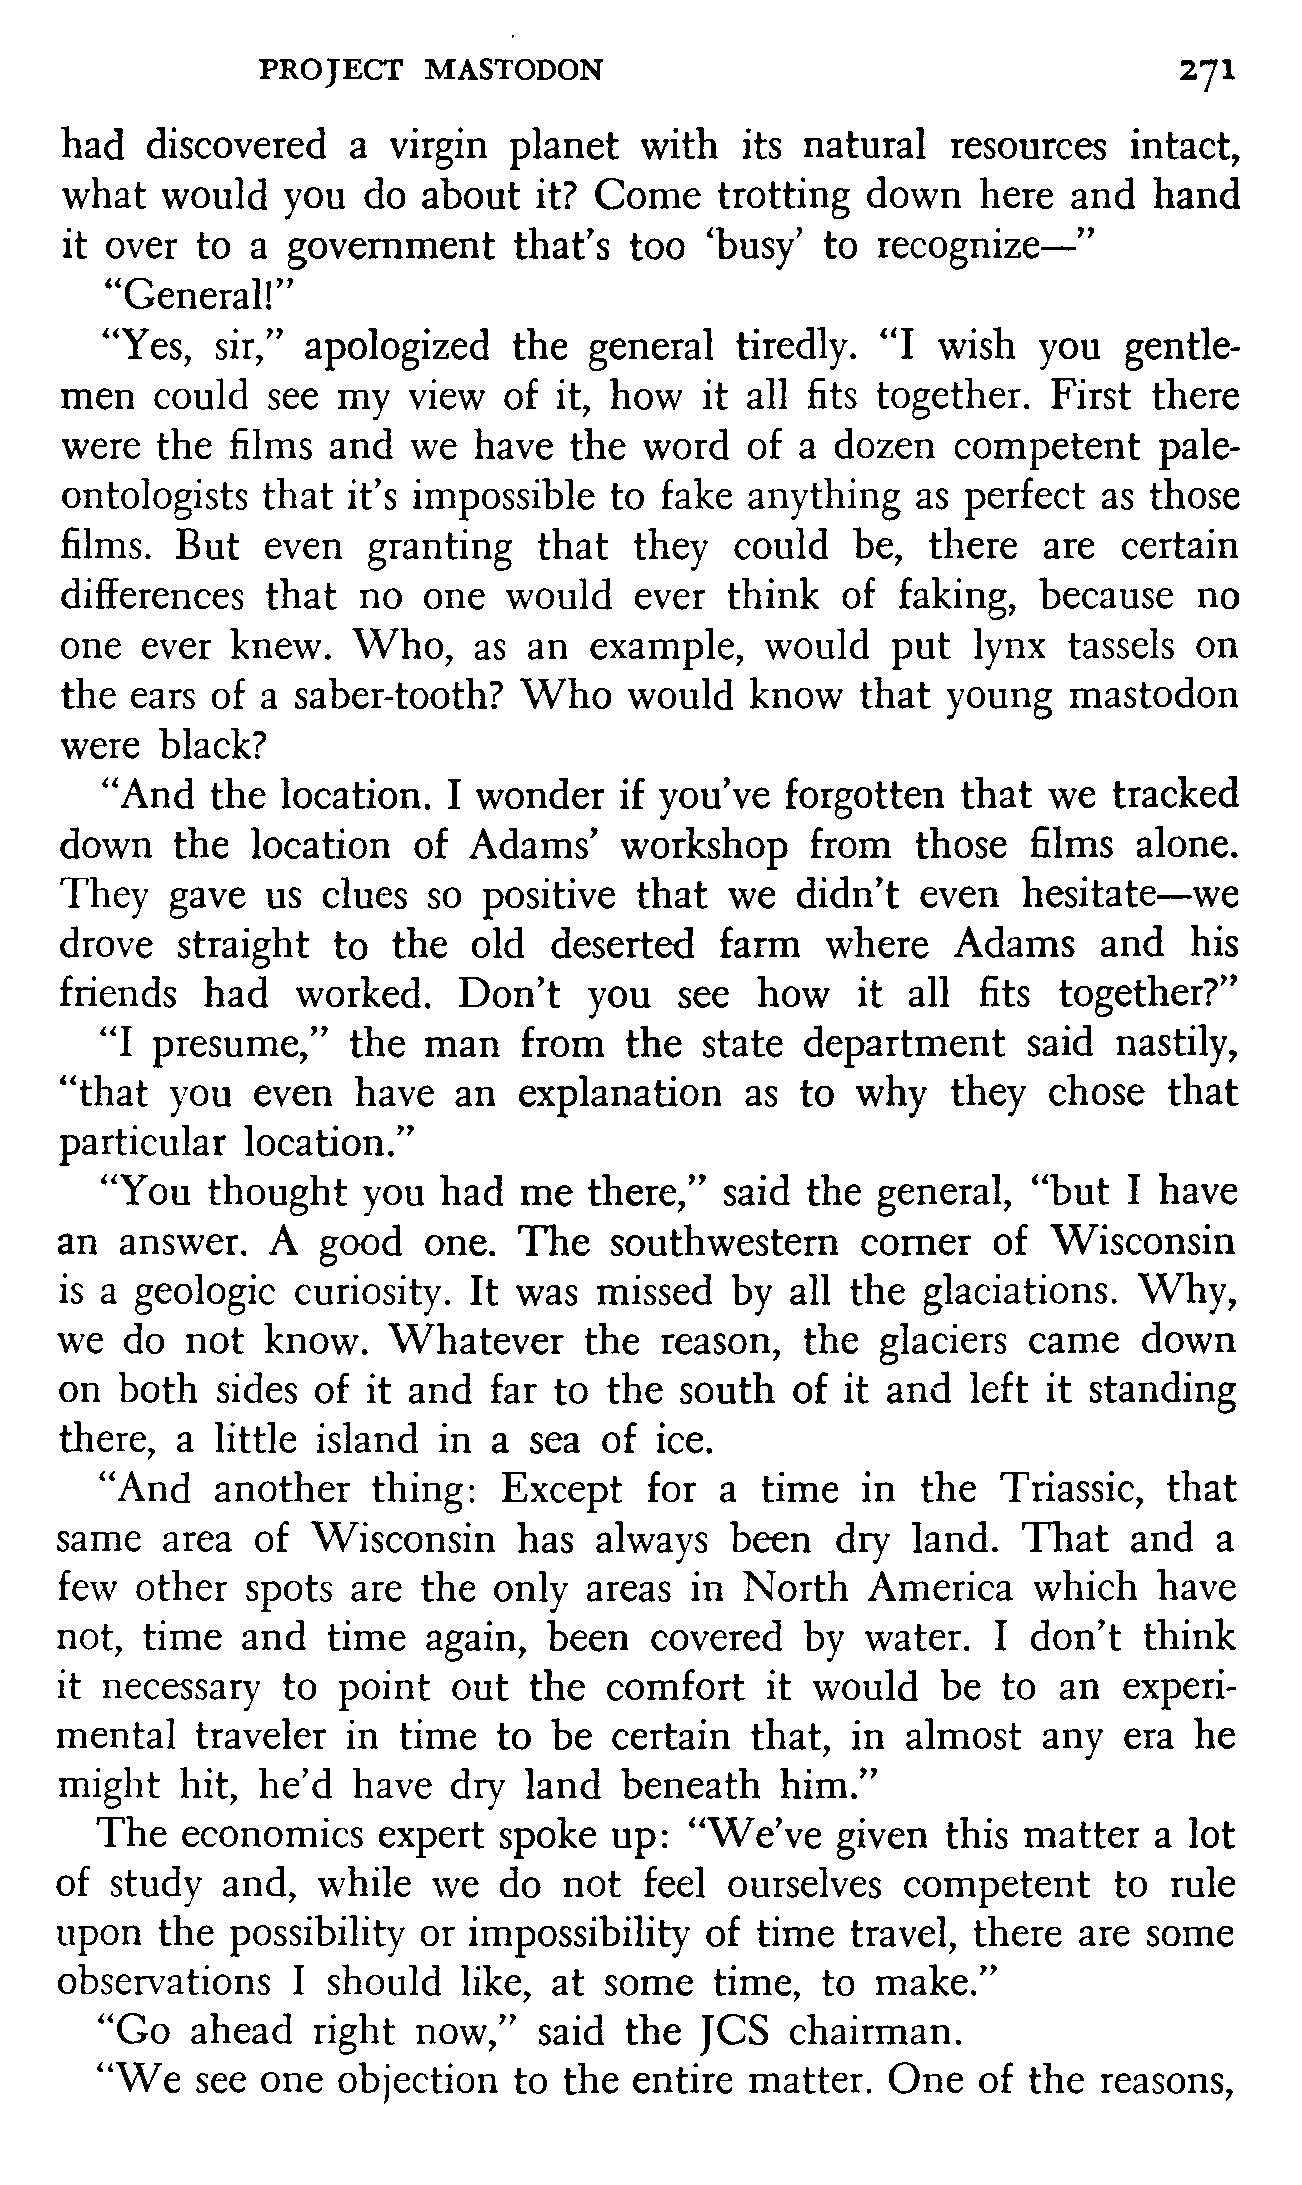 PROJECT MASTODON 271
had discovered a virgin planet with its natural resources intact,
what would you do about it? Come trotting down here and hand
it over to a government that's too ‘busy’ to recognize—”
“General!”
“Yes, sir,” apologized the general tiredly. “I wish you gentle-
men could see my view of it, how it all fits together. First there
were the films and we have the word of a dozen competent pale-
ontologists that it's impossible to fake anything as perfect as those
films. But even granting that they could be, there are certain
differences that no one would ever think of faking, because no
one ever knew. Who, as an example, would put lynx tassels on
the ears of a saber-tooth? Who would know that young mastodon
were black?
“And the location. I wonder if you've forgotten that we tracked
down the location of Adams’ workshop from those films alone.
They gave us clues so positive that we didn't even hesitate—we
drove straight to the old deserted farm where Adams and his
friends had worked. Don't you see how it all fits together?”
“I presume,” the man from the state department said nastily,
“that you even have an explanation as to why they chose that
particular location.”
“You thought you had me there,” said the general, “but I have
an answer. A good one. The southwestern corner of Wisconsin
is a geologic curiosity. It was missed by all the glaciations. Why,
we do not know. Whatever the reason, the glaciers came down
on both sides of it and far to the south of it and left it standing
there, a little island in a sea of ice.
“And another thing: Except for a time in the Triassic, that
same area of Wisconsin has always been dry land. That and a
few other spots are the only areas in North America which have
not, time and time again, been covered by water. I don't think
it necessary to point out the comfort it would be to an experi-
mental traveler in time to be certain that, in almost any era he
might hit, he'd have dry land beneath him.”
The economics expert spoke up: “We've given this matter a lot
of study and, while we do not feel ourselves competent to rule
upon the possibility or impossibility of time travel, there are some
observations I should like, at some time, to make.”
“Go ahead right now,” said the JCS chairman.
“We see one objection to the entire matter. One of the reasons,